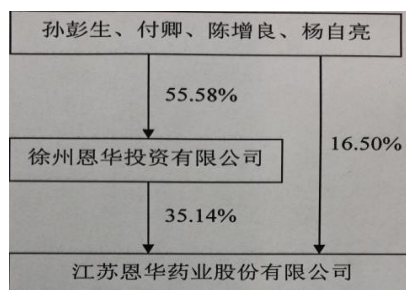 孙彭生、付卿、陈增良、杨自亮
55.58%
16.50%
徐州恩华投资有限公司
35.14%
江苏恩华药业股份有限公司